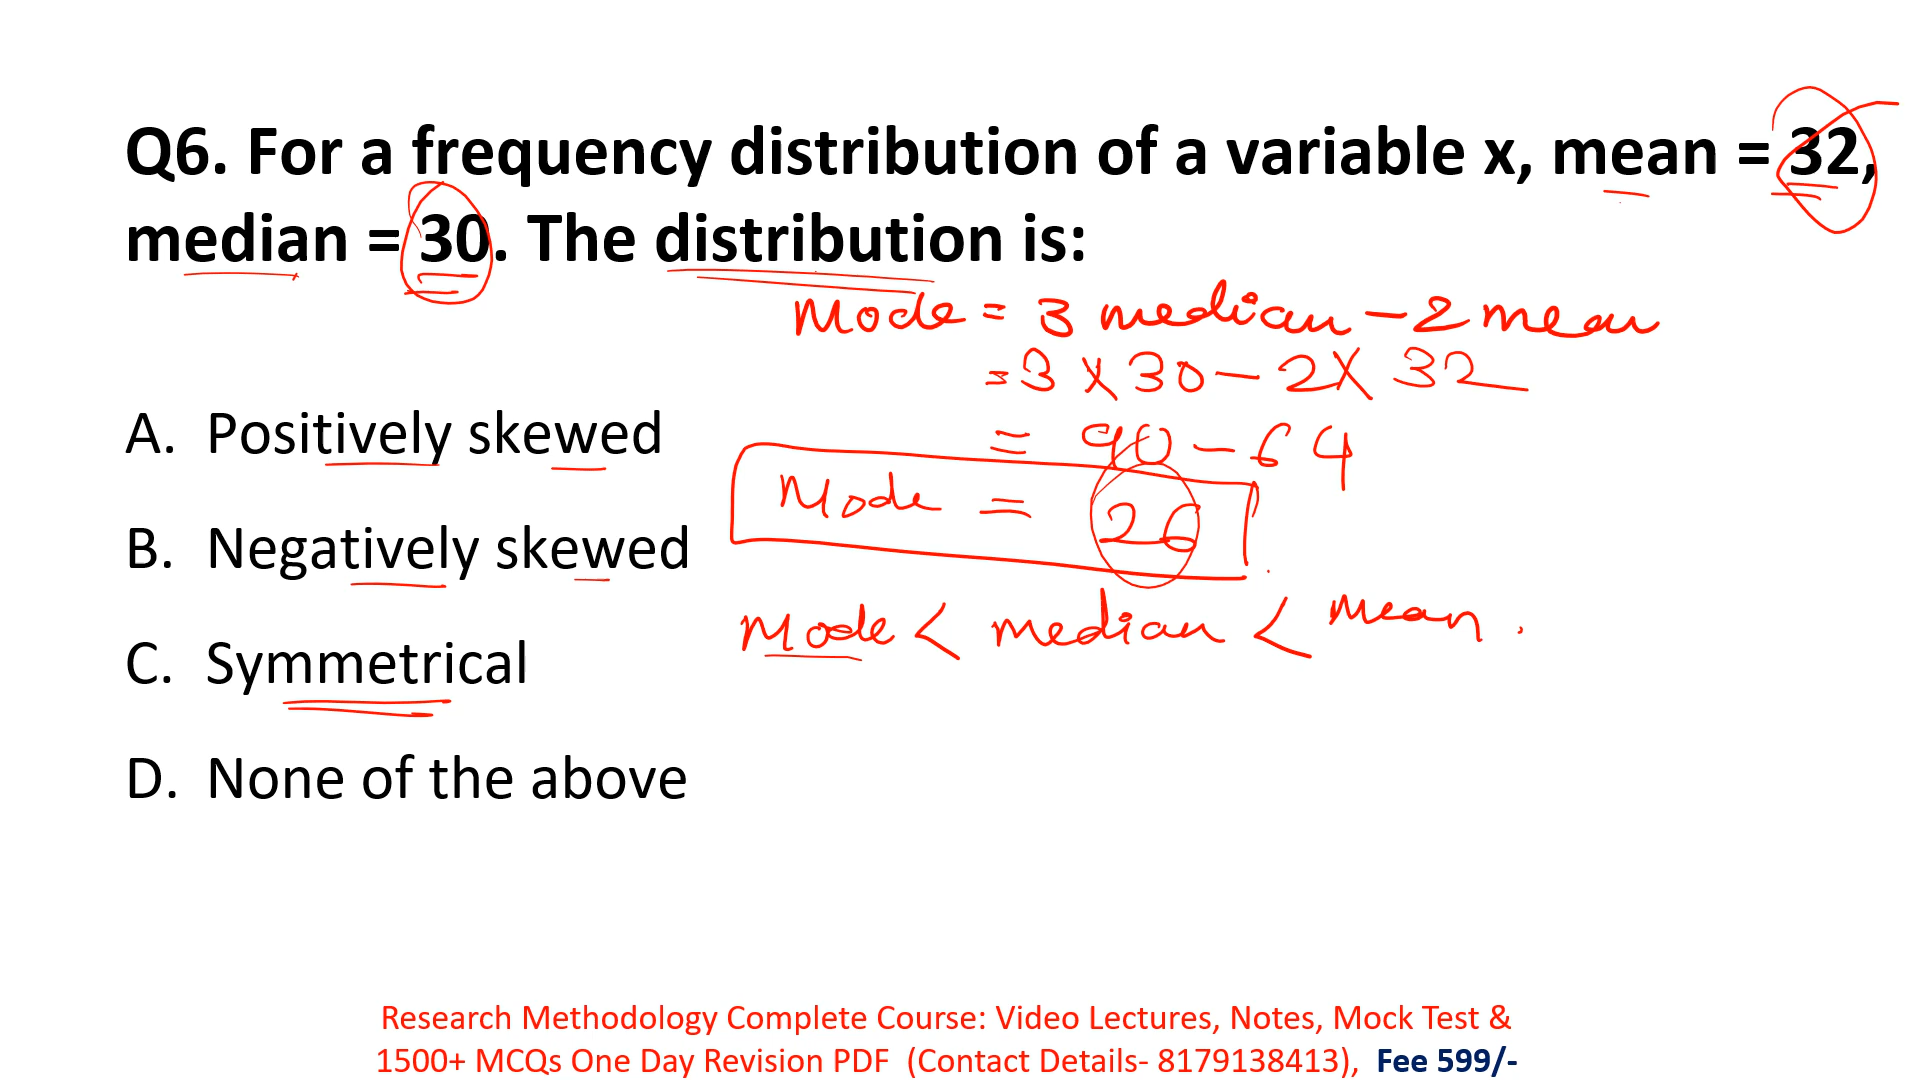 Q6. For a frequency distribution of a variable x, mean = 32,
median = 30. The distribution is:
Mode = 3 median - 2 mean
= 3 x 30 - 2 x 32
A. Positively skewed
= 90 - 64
Mode = 26
B. Negatively skewed
Mode < median < Mean.
C. Symmetrical
D. None of the above
Research Methodology Complete Course: Video Lectures, Notes, Mock Test &
1500+ MCQs One Day Revision PDF (Contact Details- 8179138413), Fee 599/-